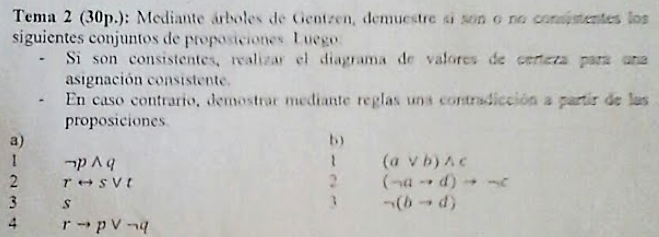 Tema 2 (30p.): Mediante árboles de Gentzen, demuestre si son o no consistentes los
siguientes conjuntos de proposiciones. Luego:
- Si son consistentes, realizar el diagrama de valores de certeza para una
asignación consistente.
- En caso contrario, demostrar mediante reglas una contradicción a partir de las
proposiciones.
a) b)
1 ¬p ∧ q 1 (a ∨ b) ∧ c
2 r ↔ s ∨ t 2 (¬a → d) → ¬c
3 s 3 ¬(b → d)
4 r → p ∨ ¬q